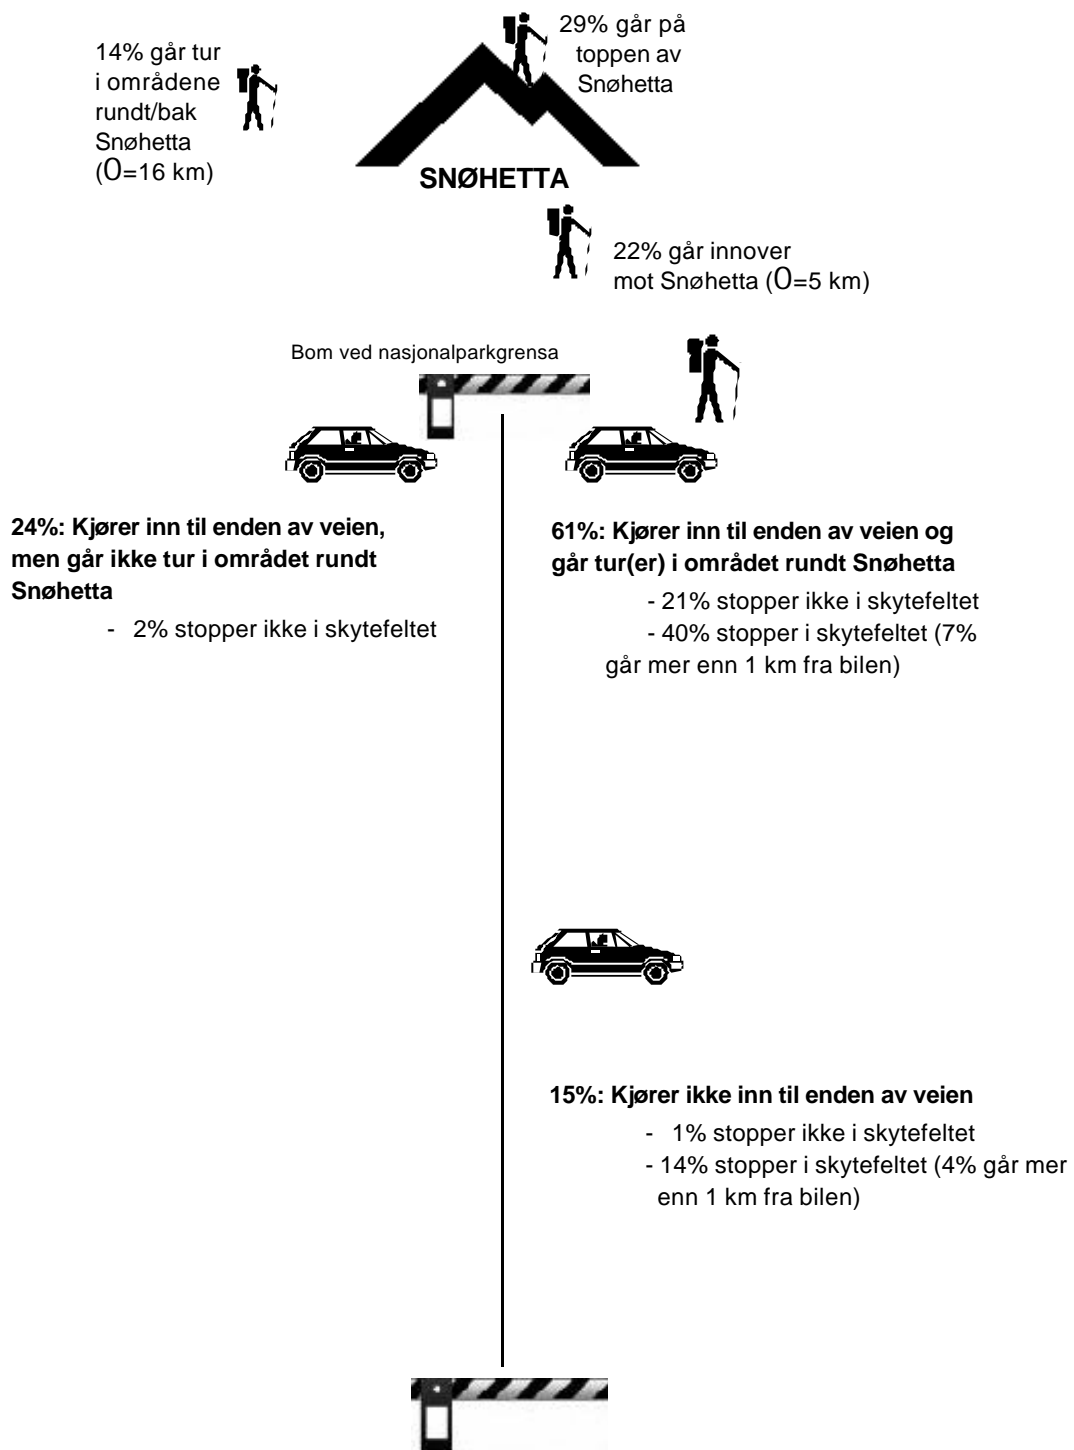 14% går tur
i områdene
rundt/bak
Snøhetta
(O=16 km)
29% går på
toppen av
Snøhetta
SNØHETTA
22% går innover
mot Snøhetta (O=5 km)
Bom ved nasjonalparkgrensa
24%: Kjører inn til enden av veien,
men går ikke tur i området rundt
Snøhetta
- 2% stopper ikke i skytefeltet
61%: Kjører inn til enden av veien og
går tur(er) i området rundt Snøhetta
- 21% stopper ikke i skytefeltet
- 40% stopper i skytefeltet (7%
går mer enn 1 km fra bilen)
15%: Kjører ikke inn til enden av veien
- 1% stopper ikke i skytefeltet
- 14% stopper i skytefeltet (4% går mer
enn 1 km fra bilen)